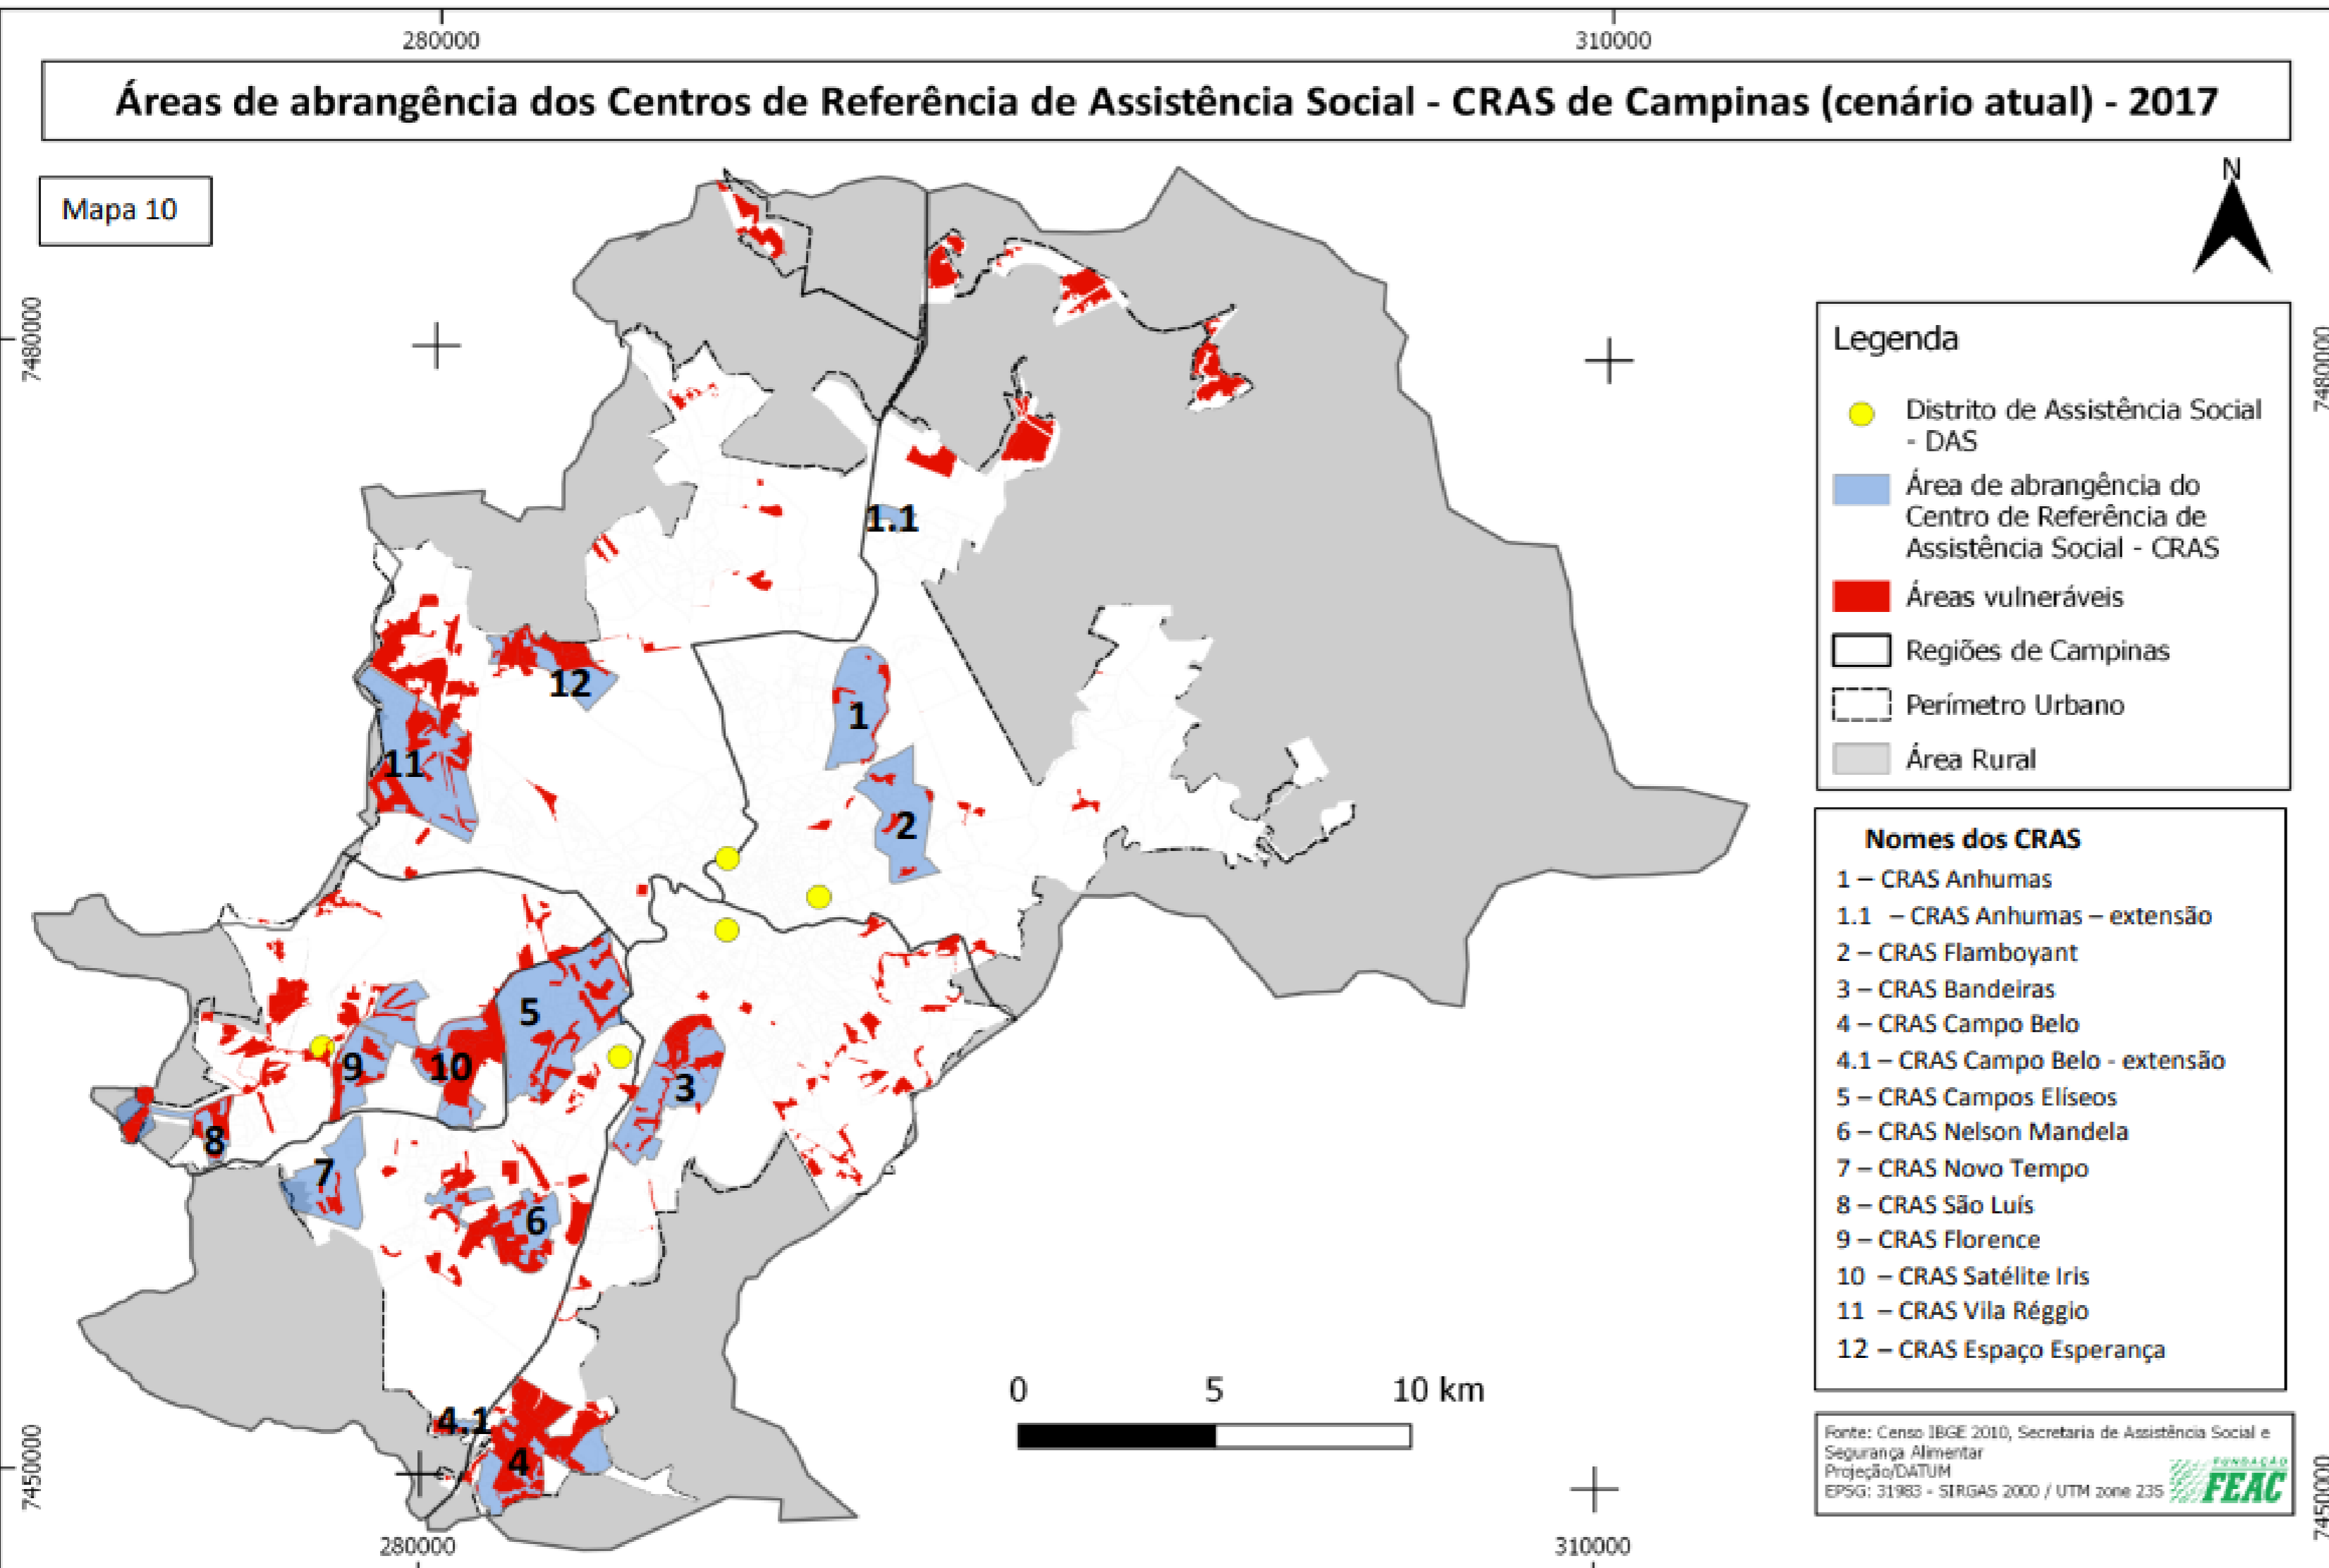 280000
310000
Áreas de abrangência dos Centros de Referência de Assistência Social - CRAS de Campinas (cenário atual) - 2017
Mapa 10
N
7480000
7480000
Legenda
Distrito de Assistência Social
- DAS
Área de abrangência do
Centro de Referência de
Assistência Social - CRAS
Áreas vulneráveis
Regiões de Campinas
Perímetro Urbano
Área Rural
1.1
12
1
11
2
5
9
10
3
8
7
6
4.1
4
Nomes dos CRAS
1 – CRAS Anhumas
1.1 – CRAS Anhumas – extensão
2 – CRAS Flamboyant
3 – CRAS Bandeiras
4 – CRAS Campo Belo
4.1 – CRAS Campo Belo - extensão
5 – CRAS Campos Elíseos
6 – CRAS Nelson Mandela
7 – CRAS Novo Tempo
8 – CRAS São Luís
9 – CRAS Florence
10 – CRAS Satélite Iris
11 – CRAS Vila Réggio
12 – CRAS Espaço Esperança
0 5 10 km
Fonte: Censo IBGE 2010, Secretaria de Assistência Social e
Segurança Alimentar
Projeção/DATUM
EPSG: 31983 - SIRGAS 2000 / UTM zone 23S
FUNDAÇÃO
FEAC
7450000
7450000
280000
310000